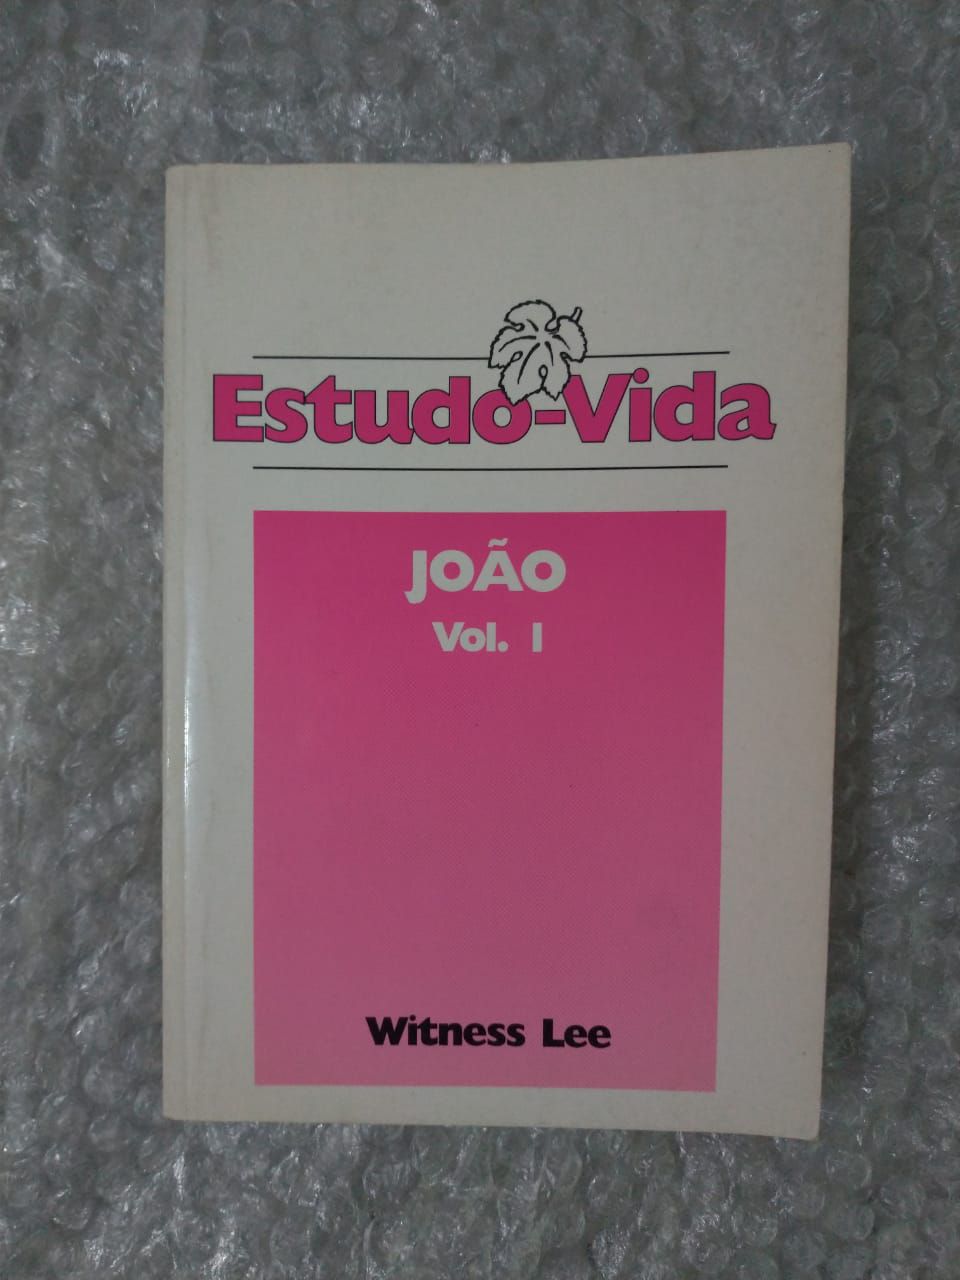 Estudo-Vida
JOÃO
Vol. I
Witness Lee